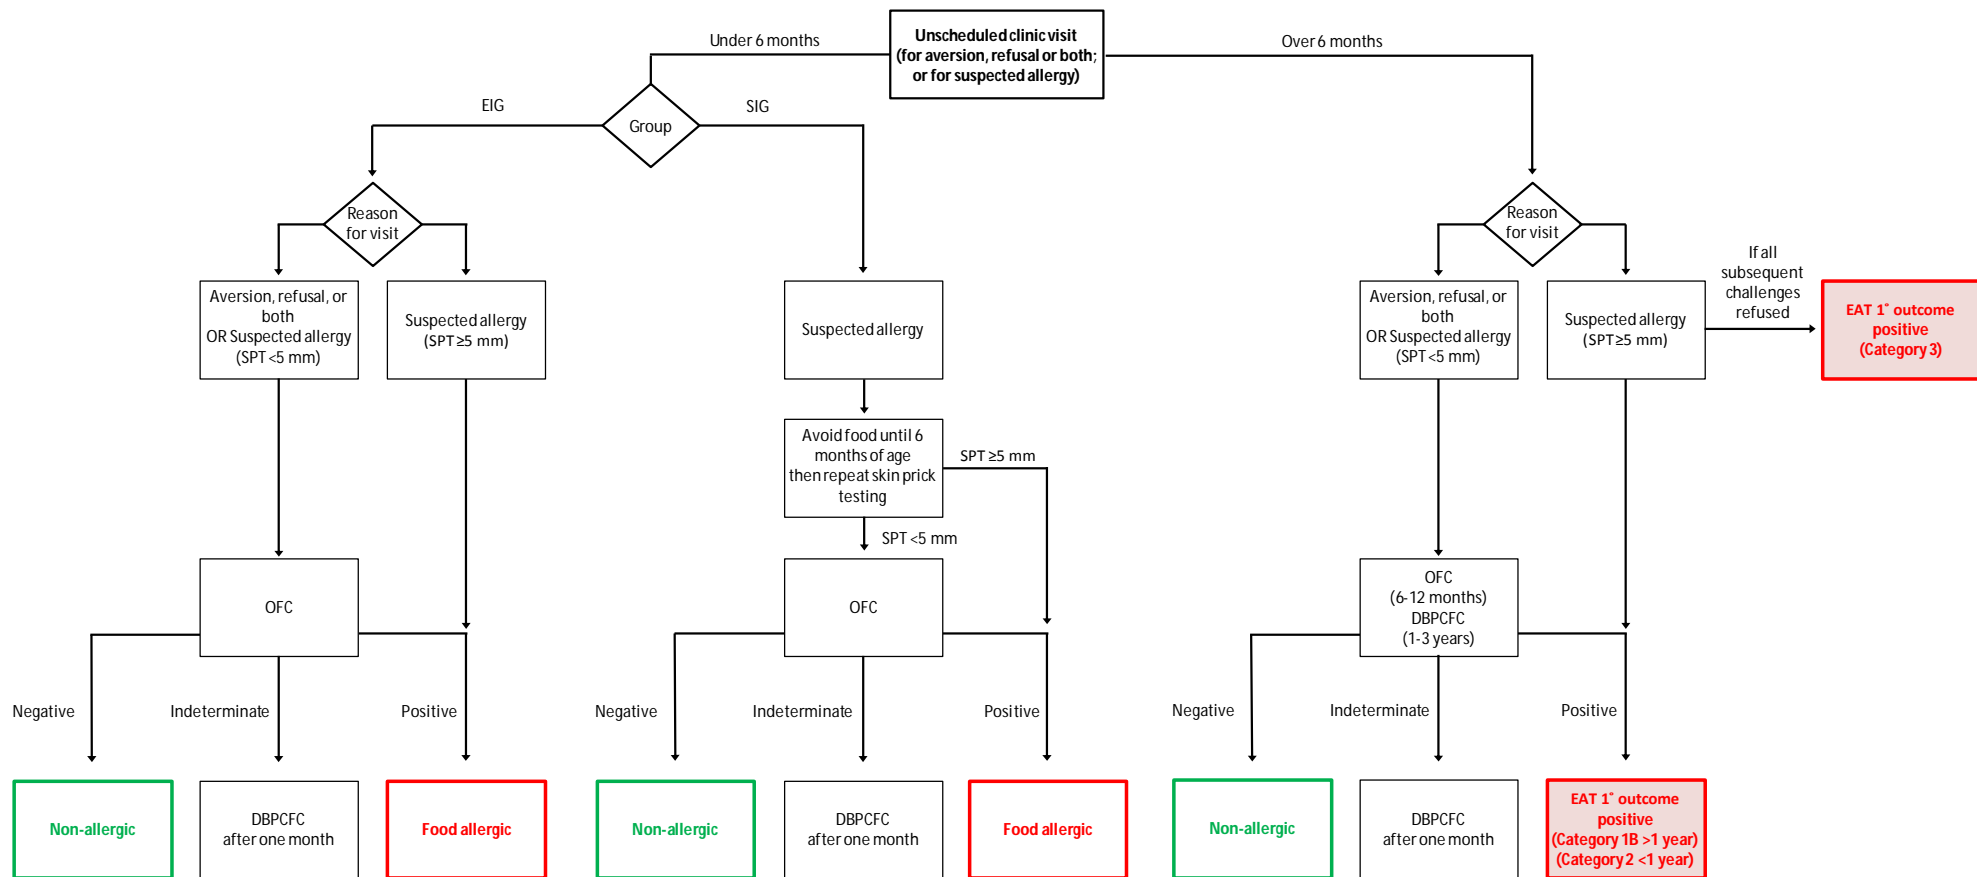 Unscheduled clinic visit
(for aversion, refusal or both;
or for suspected allergy)
Under 6 months
Over 6 months
EIG
Group
SIG
Reason
for visit
Aversion, refusal, or
both
OR Suspected allergy
(SPT <5 mm)
Suspected allergy
(SPT ≥5 mm)
Suspected allergy
Avoid food until 6
months of age
then repeat skin prick
testing
SPT ≥5 mm
SPT <5 mm
Reason
for visit
Aversion, refusal, or
both
OR Suspected allergy
(SPT <5 mm)
Suspected allergy
(SPT ≥5 mm)
If all
subsequent
challenges
refused
EAT 1° outcome
positive
(Category 3)
OFC
OFC
OFC
(6-12 months)
DBPCFC
(1-3 years)
Negative
Indeterminate
Positive
Negative
Indeterminate
Positive
Negative
Indeterminate
Positive
Non-allergic
DBPCFC
after one month
Food allergic
Non-allergic
DBPCFC
after one month
Food allergic
Non-allergic
DBPCFC
after one month
EAT 1° outcome
positive
(Category 1B >1 year)
(Category 2 <1 year)